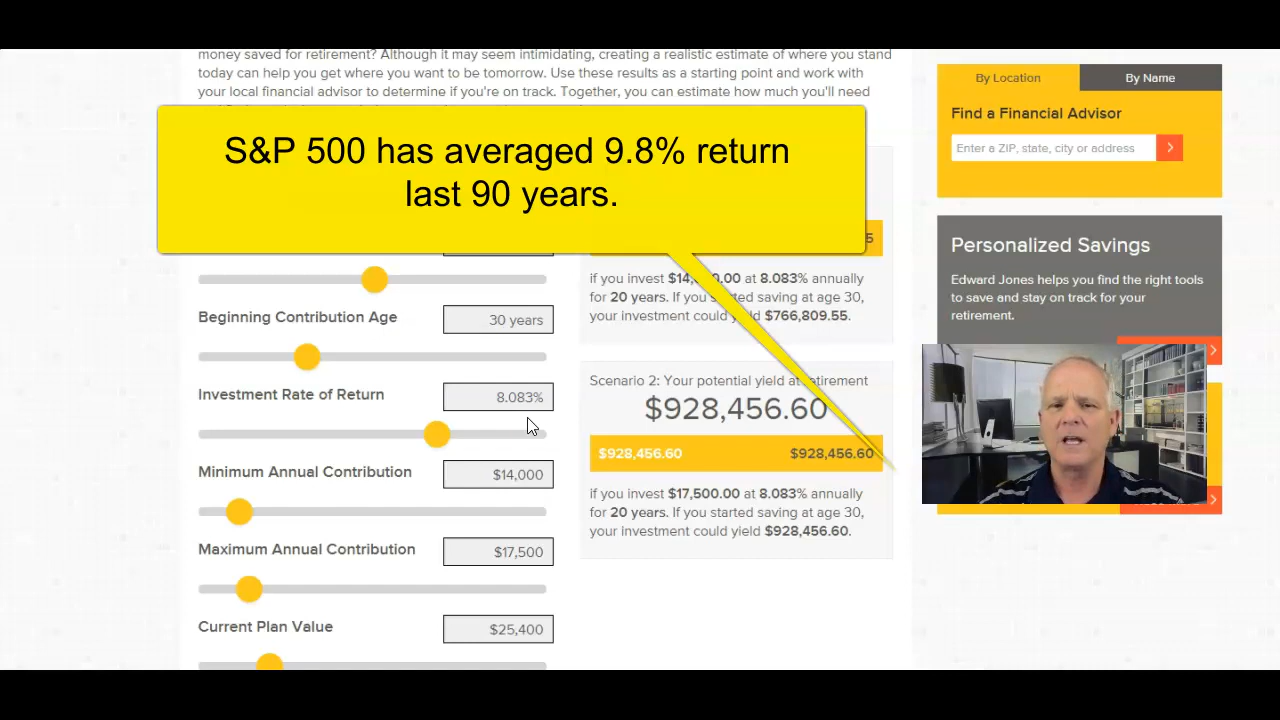 money saved for retirement? Although it may seem intimidating, creating a realistic estimate of where you stand
today can help you get where you want to be tomorrow. Use these results as a starting point and work with
your local financial advisor to determine if you're on track. Together, you can estimate how much you'll need
S&P 500 has averaged 9.8% return
last 90 years.
5
if you invest $14, .00 at 8.083% annually
for 20 years. If you started saving at age 30,
your investment could yield $766,809.55.
Beginning Contribution Age
30 years
Investment Rate of Return
8.083%
Minimum Annual Contribution
$14,000
Maximum Annual Contribution
$17,500
Current Plan Value
$25,400
Scenario 2: Your potential yield at retirement
$928,456.60
$928,456.60 $928,456.60
if you invest $17,500.00 at 8.083% annually
for 20 years. If you started saving at age 30,
your investment could yield $928,456.60.
By Location By Name
Find a Financial Advisor
Enter a ZIP, state, city or address
Personalized Savings
Edward Jones helps you find the right tools
to save and stay on track for your
retirement.